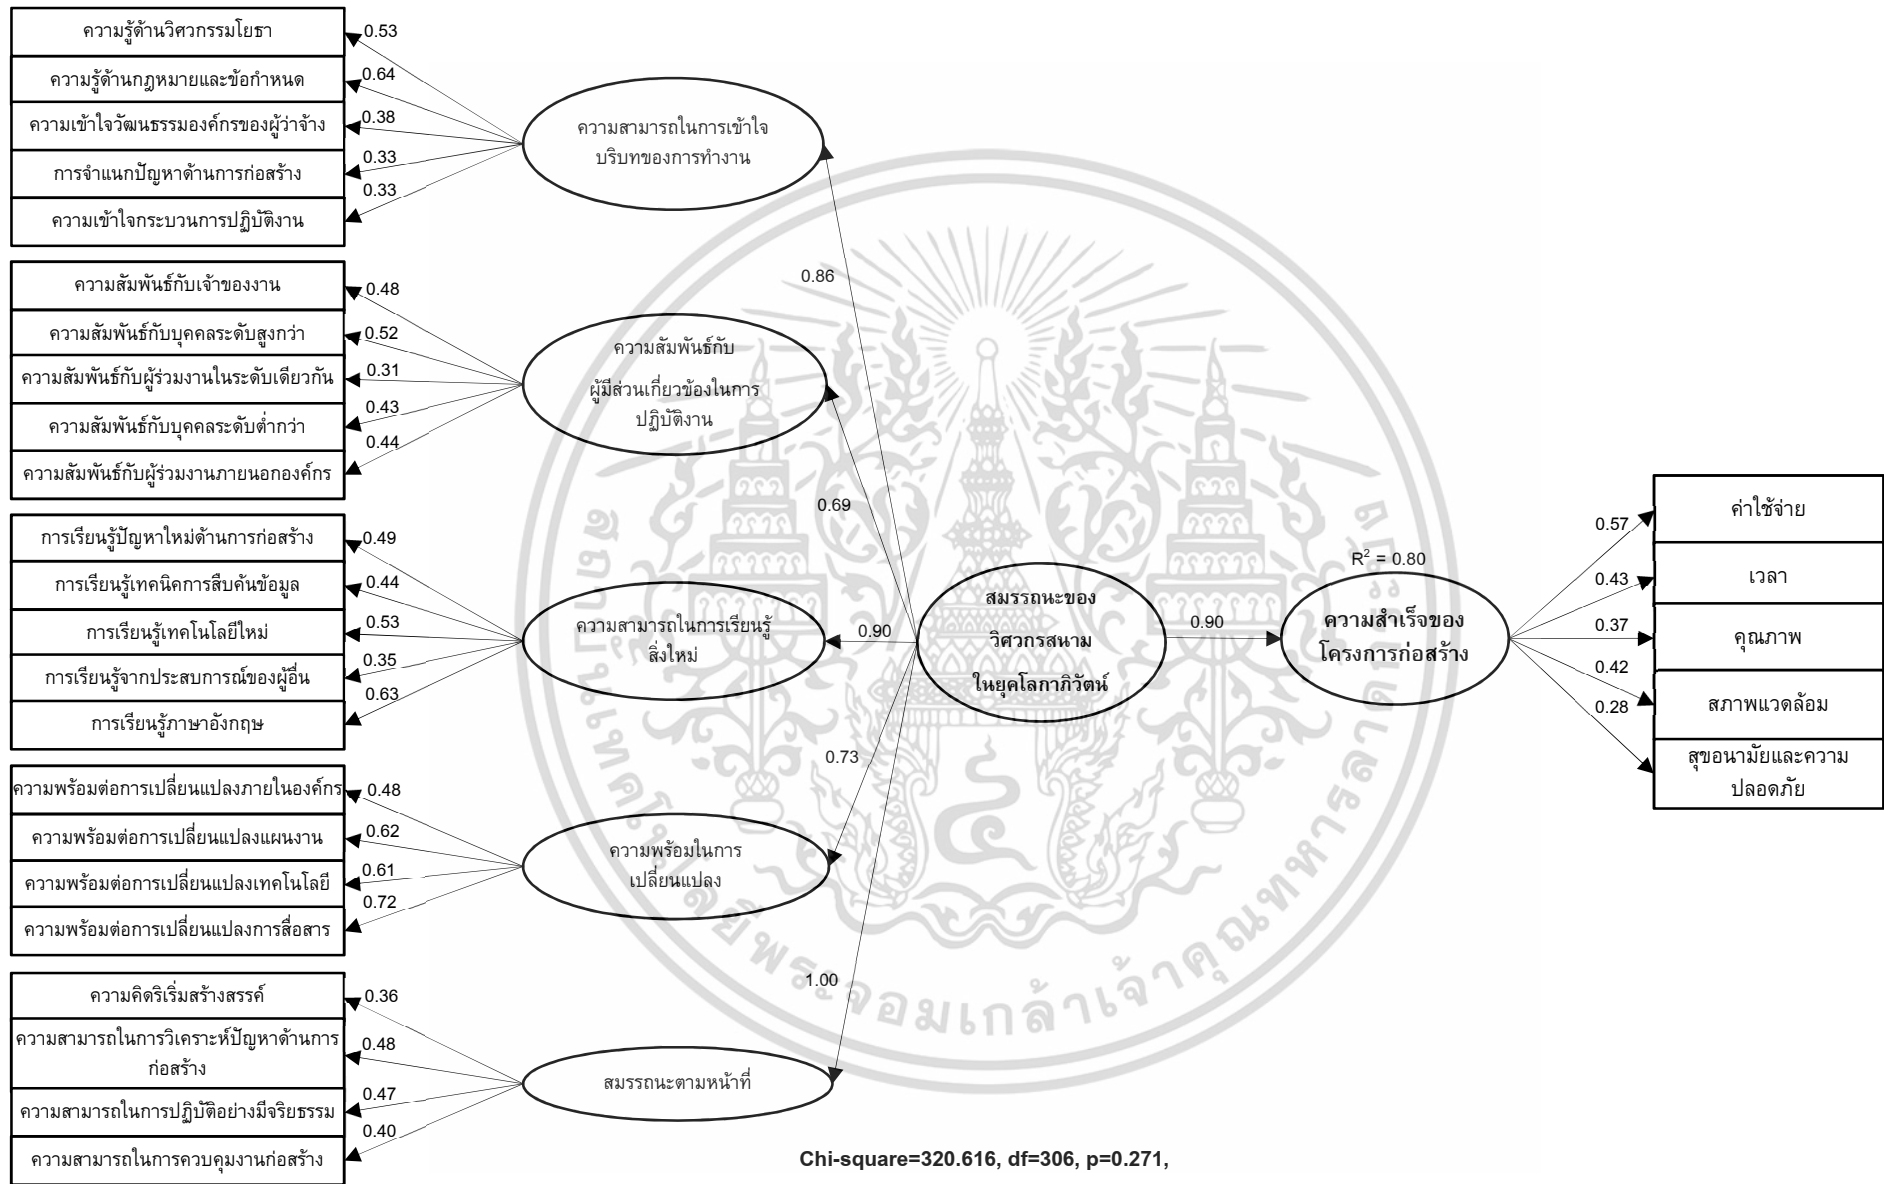 ความรู้ด้านวิศวกรรมโยธา
0.53
ความรู้ด้านกฎหมายและข้อกำหนด
0.64
ความเข้าใจวัฒนธรรมองค์กรของผู้ว่าจ้าง
0.38
การจำแนกปัญหาด้านการก่อสร้าง
0.33
ความเข้าใจกระบวนการปฏิบัติงาน
0.33
ความสามารถในการเข้าใจ
บริบทของการทำงาน
0.86
ความสัมพันธ์กับเจ้าของงาน
0.48
ความสัมพันธ์กับบุคคลระดับสูงกว่า
0.52
ความสัมพันธ์กับผู้ร่วมงานในระดับเดียวกัน
0.31
ความสัมพันธ์กับบุคคลระดับต่ำกว่า
0.43
ความสัมพันธ์กับผู้ร่วมงานภายนอกองค์กร
0.44
ความสัมพันธ์กับ
ผู้มีส่วนเกี่ยวข้องในการ
ปฏิบัติงาน
0.69
การเรียนรู้ปัญหาใหม่ด้านการก่อสร้าง
0.49
การเรียนรู้เทคนิคการสืบค้นข้อมูล
0.44
การเรียนรู้เทคโนโลยีใหม่
0.53
การเรียนรู้จากประสบการณ์ของผู้อื่น
0.35
การเรียนรู้ภาษาอังกฤษ
0.63
ความสามารถในการเรียนรู้
สิ่งใหม่
0.90
ความพร้อมต่อการเปลี่ยนแปลงภายในองค์กร
0.48
ความพร้อมต่อการเปลี่ยนแปลงแผนงาน
0.62
ความพร้อมต่อการเปลี่ยนแปลงเทคโนโลยี
0.61
ความพร้อมต่อการเปลี่ยนแปลงการสื่อสาร
0.72
ความพร้อมในการ
เปลี่ยนแปลง
0.73
ความคิดริเริ่มสร้างสรรค์
0.36
ความสามารถในการวิเคราะห์ปัญหาด้านการ
ก่อสร้าง
0.48
ความสามารถในการปฏิบัติอย่างมีจริยธรรม
0.47
ความสามารถในการควบคุมงานก่อสร้าง
0.40
สมรรถนะตามหน้าที่
1.00
สมรรถนะของ
วิศวกรสนาม
ในยุคโลกาภิวัตน์
0.90
R² = 0.80
ความสำเร็จของ
โครงการก่อสร้าง
0.57
ค่าใช้จ่าย
0.43
เวลา
0.37
คุณภาพ
0.42
สภาพแวดล้อม
0.28
สุขอนามัยและความ
ปลอดภัย
สถาบันเทคโนโลยีพระจอมเกล้าเจ้าคุณทหารลาดกระบัง
Chi-square=320.616, df=306, p=0.271,